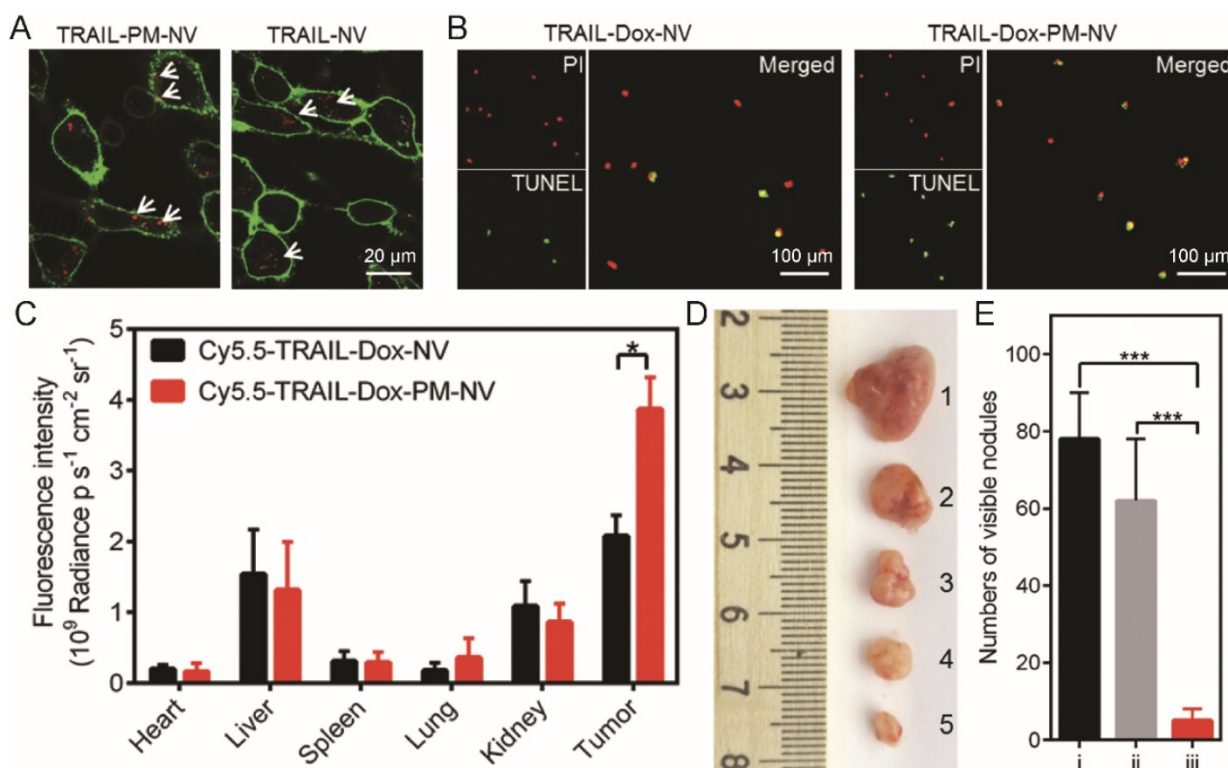 A
TRAIL-PM-NV
TRAIL-NV
20 µm
B
TRAIL-Dox-NV
PI
Merged
TUNEL
100 µm
TRAIL-Dox-PM-NV
PI
Merged
TUNEL
100 µm
C
Fluorescence intensity
(10⁹ Radiance p s⁻¹ cm⁻² sr⁻¹)
5
4
3
2
1
0
Cy5.5-TRAIL-Dox-NV
Cy5.5-TRAIL-Dox-PM-NV
*
Heart
Liver
Spleen
Lung
Kidney
Tumor
D
2
3
4
5
6
7
8
1
2
3
4
5
E
Numbers of visible nodules
100
80
60
40
20
0
***
***
i
ii
iii